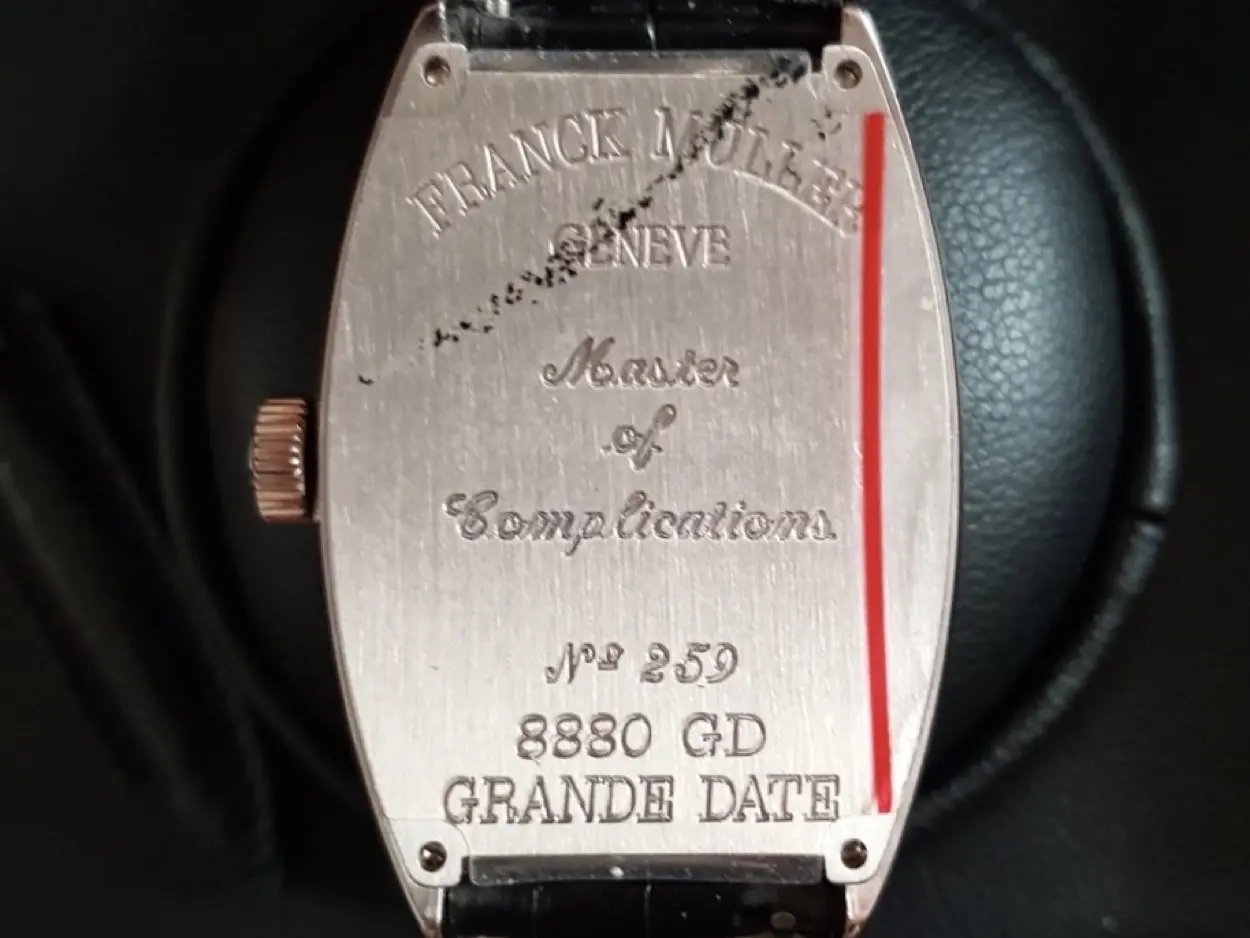 FRANCK MULLER
GENEVE
Master
of
Complications
Nº 259
8880 GD
GRANDE DATE